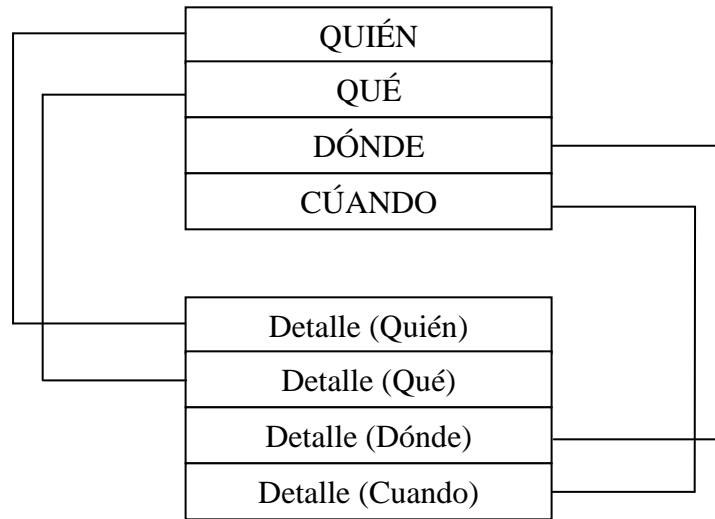 QUIÉN
QUÉ
DÓNDE
CÚANDO
Detalle (Quién)
Detalle (Qué)
Detalle (Dónde)
Detalle (Cuando)